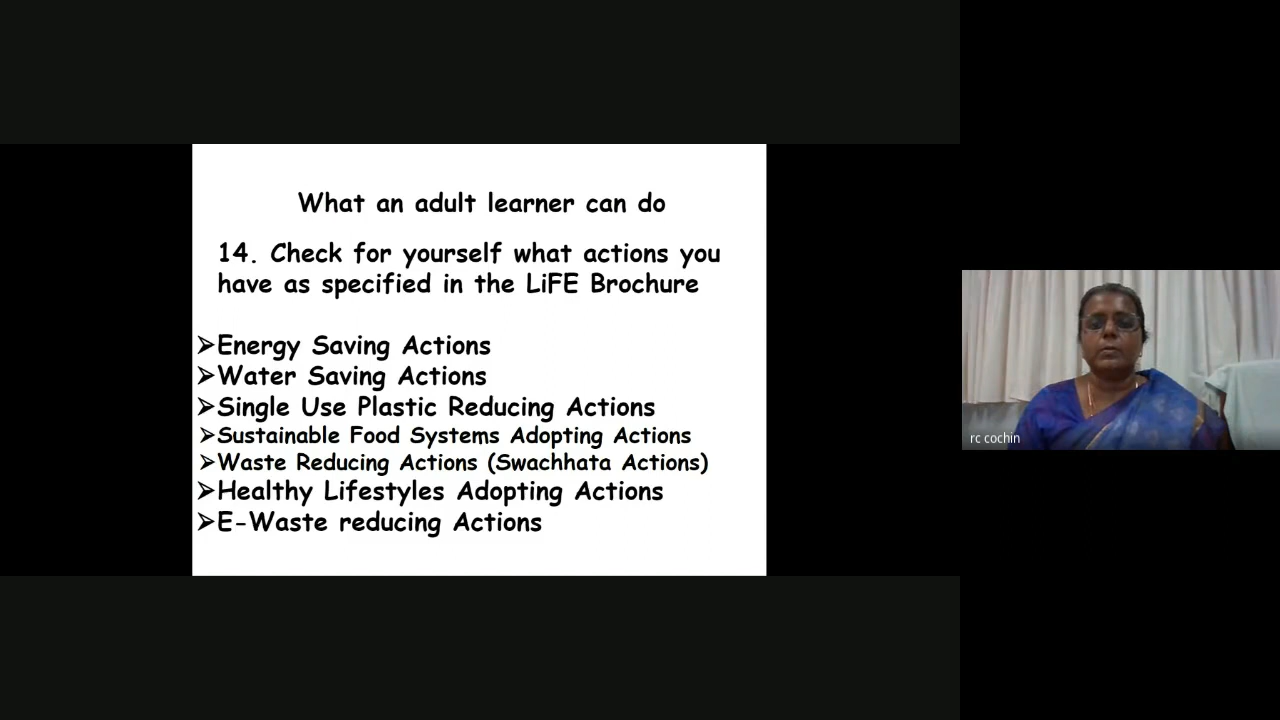 What an adult learner can do
14. Check for yourself what actions you
have as specified in the LiFE Brochure
➢Energy Saving Actions
➢Water Saving Actions
➢Single Use Plastic Reducing Actions
➢Sustainable Food Systems Adopting Actions
➢Waste Reducing Actions (Swachhata Actions)
➢Healthy Lifestyles Adopting Actions
➢E-Waste reducing Actions
rc cochin